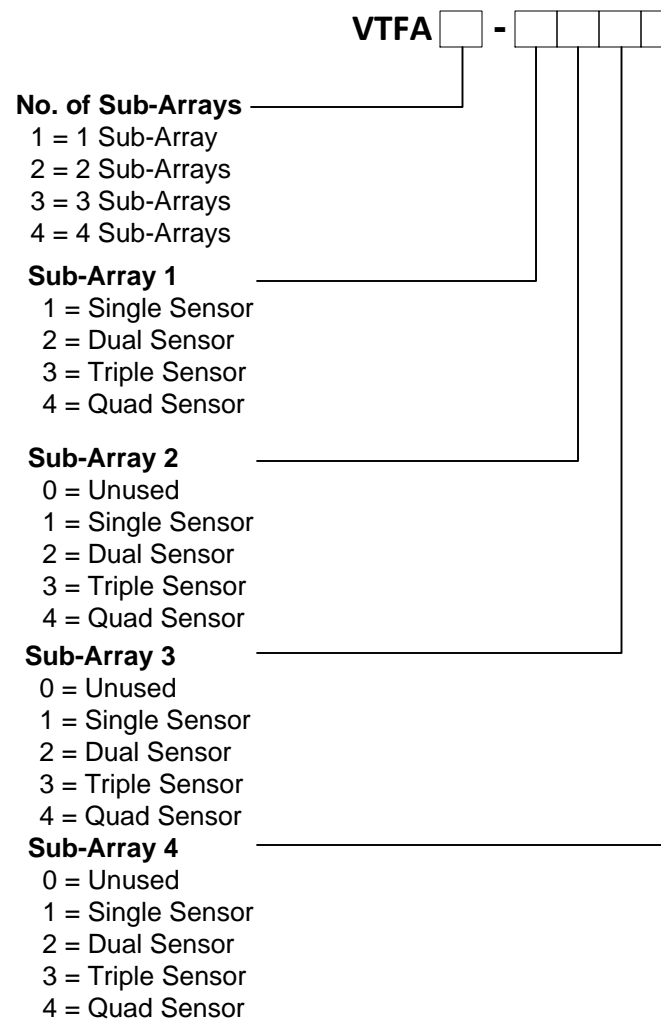 VTFA -
No. of Sub-Arrays
1 = 1 Sub-Array
2 = 2 Sub-Arrays
3 = 3 Sub-Arrays
4 = 4 Sub-Arrays
Sub-Array 1
1 = Single Sensor
2 = Dual Sensor
3 = Triple Sensor
4 = Quad Sensor
Sub-Array 2
0 = Unused
1 = Single Sensor
2 = Dual Sensor
3 = Triple Sensor
4 = Quad Sensor
Sub-Array 3
0 = Unused
1 = Single Sensor
2 = Dual Sensor
3 = Triple Sensor
4 = Quad Sensor
Sub-Array 4
0 = Unused
1 = Single Sensor
2 = Dual Sensor
3 = Triple Sensor
4 = Quad Sensor